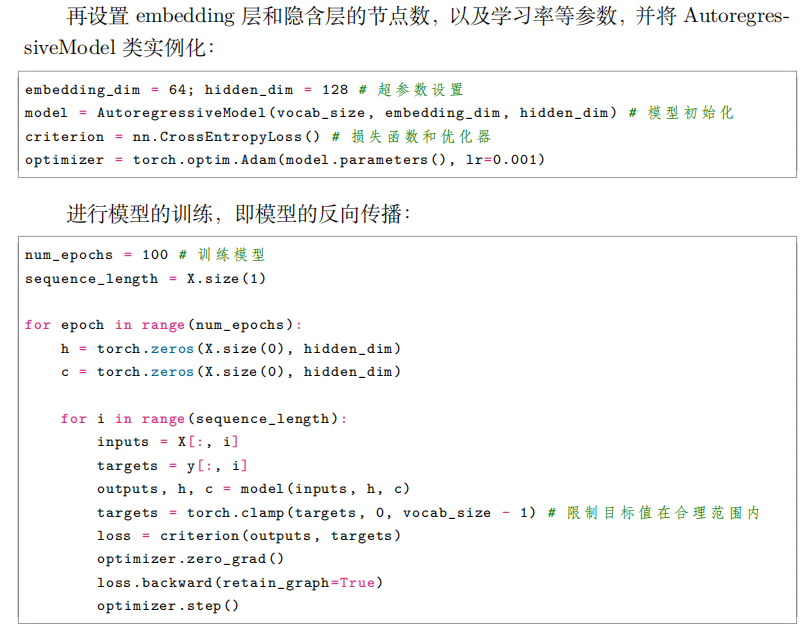 再设置 embedding 层和隐含层的节点数，以及学习率等参数，并将 Autoregres-
siveModel 类实例化：
embedding_dim = 64; hidden_dim = 128 # 超参数设置
model = AutoregressiveModel(vocab_size, embedding_dim, hidden_dim) # 模型初始化
criterion = nn.CrossEntropyLoss() # 损失函数和优化器
optimizer = torch.optim.Adam(model.parameters(), lr=0.001)
进行模型的训练，即模型的反向传播：
num_epochs = 100 # 训练模型
sequence_length = X.size(1)
for epoch in range(num_epochs):
    h = torch.zeros(X.size(0), hidden_dim)
    c = torch.zeros(X.size(0), hidden_dim)
    for i in range(sequence_length):
        inputs = X[:, i]
        targets = y[:, i]
        outputs, h, c = model(inputs, h, c)
        targets = torch.clamp(targets, 0, vocab_size - 1) # 限制目标值在合理范围内
        loss = criterion(outputs, targets)
        optimizer.zero_grad()
        loss.backward(retain_graph=True)
        optimizer.step()